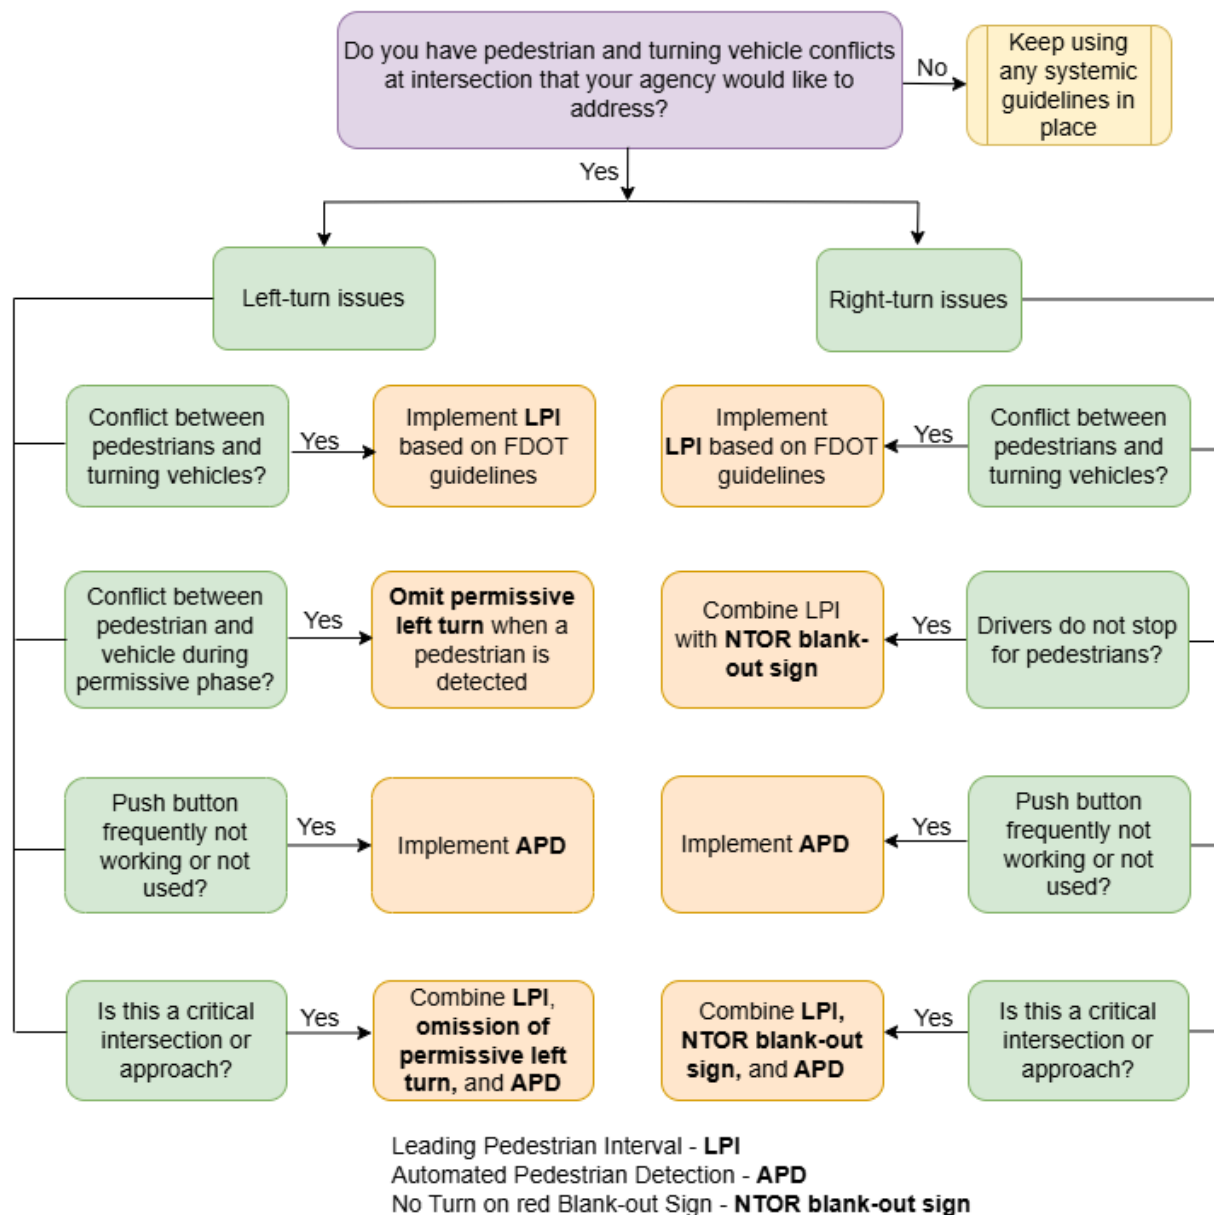 Do you have pedestrian and turning vehicle conflicts
at intersection that your agency would like to
address?
No
Keep using
any systemic
guidelines in
place
Yes
Left-turn issues
Right-turn issues
Conflict between
pedestrians and
turning vehicles?
Yes
Implement LPI
based on FDOT
guidelines
Implement
LPI based on FDOT
guidelines
Yes
Conflict between
pedestrians and
turning vehicles?
Conflict between
pedestrian and
vehicle during
permissive phase?
Yes
Omit permissive
left turn when a
pedestrian is
detected
Combine LPI
with NTOR blank-
out sign
Yes
Drivers do not stop
for pedestrians?
Push button
frequently not
working or not
used?
Yes
Implement APD
Implement APD
Yes
Push button
frequently not
working or not
used?
Is this a critical
intersection or
approach?
Yes
Combine LPI,
omission of
permissive left
turn, and APD
Combine LPI,
NTOR blank-out
sign, and APD
Yes
Is this a critical
intersection or
approach?
Leading Pedestrian Interval - LPI
Automated Pedestrian Detection - APD
No Turn on red Blank-out Sign - NTOR blank-out sign